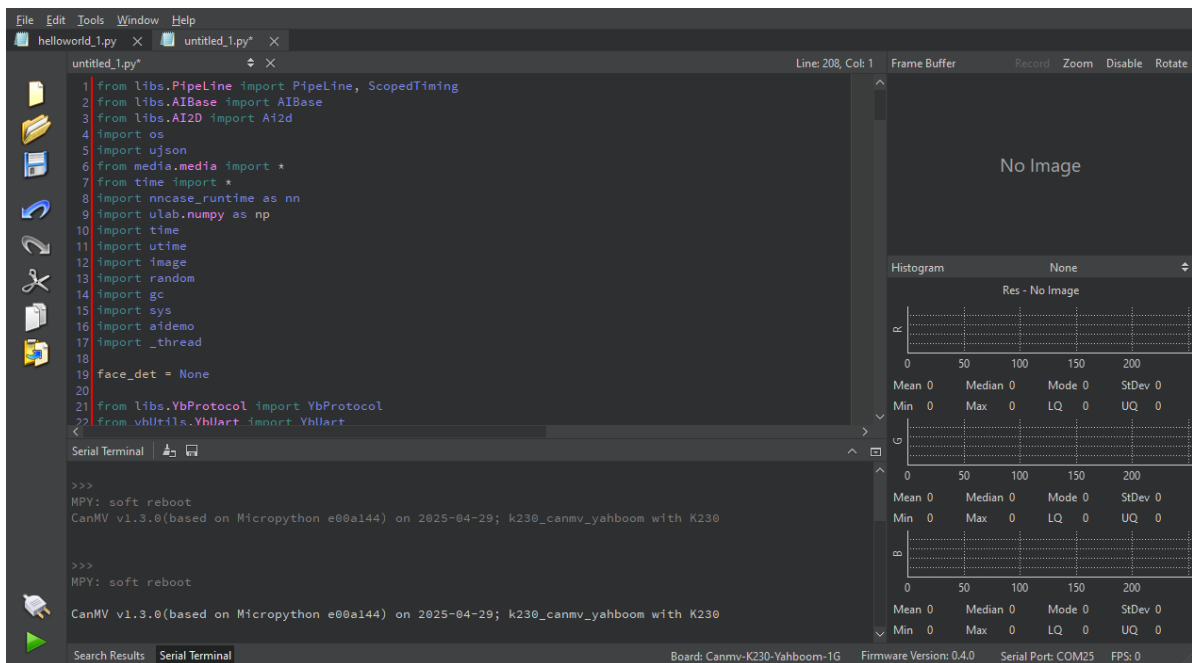 File Edit Tools Window Help
helloworld_1.py untitled_1.py*
untitled_1.py* Line: 208, Col: 1
1 from libs.PipeLine import PipeLine, ScopedTiming
2 from libs.AIBase import AIBase
3 from libs.AI2D import Ai2d
4 import os
5 import ujson
6 from media.media import *
7 from time import *
8 import nncase_runtime as nn
9 import ulab.numpy as np
10 import time
11 import utime
12 import image
13 import random
14 import gc
15 import sys
16 import aidemo
17 import _thread
18
19 face_det = None
20
21 from libs.YbProtocol import YbProtocol
22 from ybUtils.YbUart import YbUart
Serial Terminal
>>>
MPY: soft reboot
CanMV v1.3.0(based on Micropython e00a144) on 2025-04-29; k230_canmv_yahboom with K230
>>>
MPY: soft reboot
CanMV v1.3.0(based on Micropython e00a144) on 2025-04-29; k230_canmv_yahboom with K230
Frame Buffer Record Zoom Disable Rotate
No Image
Histogram None
Res - No Image
R
0 50 100 150 200
Mean 0 Median 0 Mode 0 StDev 0
Min 0 Max 0 LQ 0 UQ 0
G
0 50 100 150 200
Mean 0 Median 0 Mode 0 StDev 0
Min 0 Max 0 LQ 0 UQ 0
B
0 50 100 150 200
Mean 0 Median 0 Mode 0 StDev 0
Min 0 Max 0 LQ 0 UQ 0
Search Results Serial Terminal Board: Canmv-K230-Yahboom-1G Firmware Version: 0.4.0 Serial Port: COM25 FPS: 0